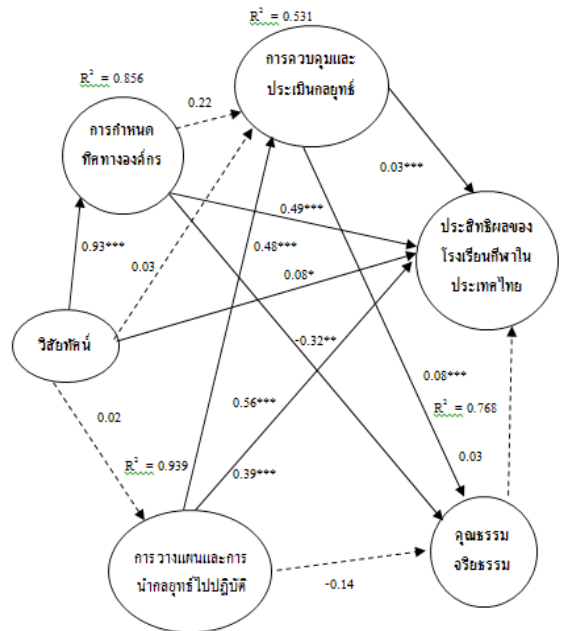 R² = 0.531
การควบคุมและ
ประเมินกลยุทธ์
R² = 0.856
0.22
การกำหนด
ทิศทางองค์กร
0.03***
0.49***
ประสิทธิผลของ
โรงเรียนกีฬาใน
ประเทศไทย
0.93***
0.03
0.48***
0.08*
วิสัยทัศน์
-0.32**
0.02
0.56***
0.08***
R² = 0.768
R² = 0.939
0.39***
0.03
การวางแผนและการ
นำกลยุทธ์ไปปฏิบัติ
-0.14
คุณธรรม
จริยธรรม